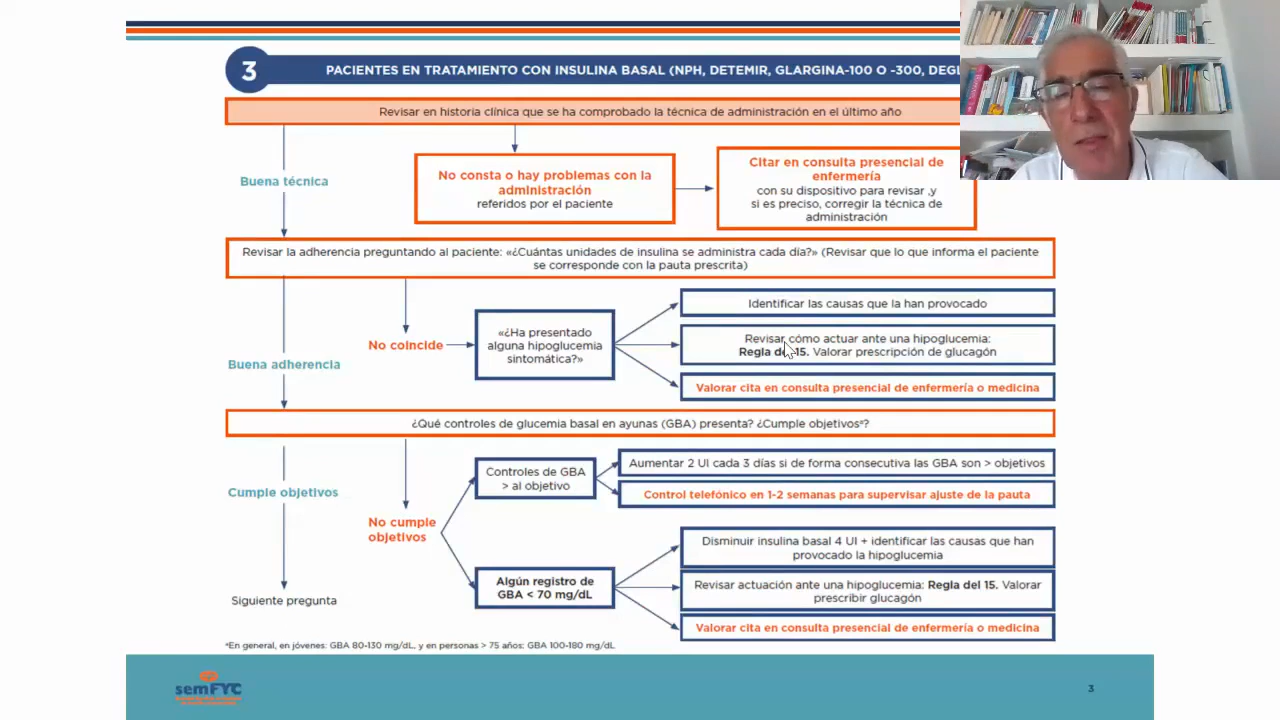 3
PACIENTES EN TRATAMIENTO CON INSULINA BASAL (NPH, DETEMIR, GLARGINA-100 O -300,
Revisar en historia clínica que se ha comprobado la técnica de administración en el último año
Buena técnica
No consta o hay problemas con la
administración
referidos por el paciente
Citar en consulta presencial de
enfermería
con su dispositivo para revisar ,y
si es preciso, corregir la técnica de
administración
Revisar la adherencia preguntando al paciente: «¿Cuántas unidades de insulina se administra cada día?» (Revisar que lo que informa el paciente
se corresponde con la pauta prescrita)
No coincide
«¿Ha presentado
alguna hipoglucemia
sintomática?»
Identificar las causas que la han provocado
Revisar cómo actuar ante una hipoglucemia:
Regla del 15. Valorar prescripción de glucagón
Valorar cita en consulta presencial de enfermería o medicina
Buena adherencia
¿Qué controles de glucemia basal en ayunas (GBA) presenta? ¿Cumple objetivosª?
Cumple objetivos
No cumple
objetivos
Controles de GBA
> al objetivo
Aumentar 2 UI cada 3 días si de forma consecutiva las GBA son > objetivos
Control telefónico en 1-2 semanas para supervisar ajuste de la pauta
Algún registro de
GBA < 70 mg/dL
Disminuir insulina basal 4 UI + identificar las causas que han
provocado la hipoglucemia
Revisar actuación ante una hipoglucemia: Regla del 15. Valorar
prescribir glucagón
Valorar cita en consulta presencial de enfermería o medicina
Siguiente pregunta
ªEn general, en jóvenes: GBA 80-130 mg/dL, y en personas > 75 años: GBA 100-180 mg/dL
semFYC
3